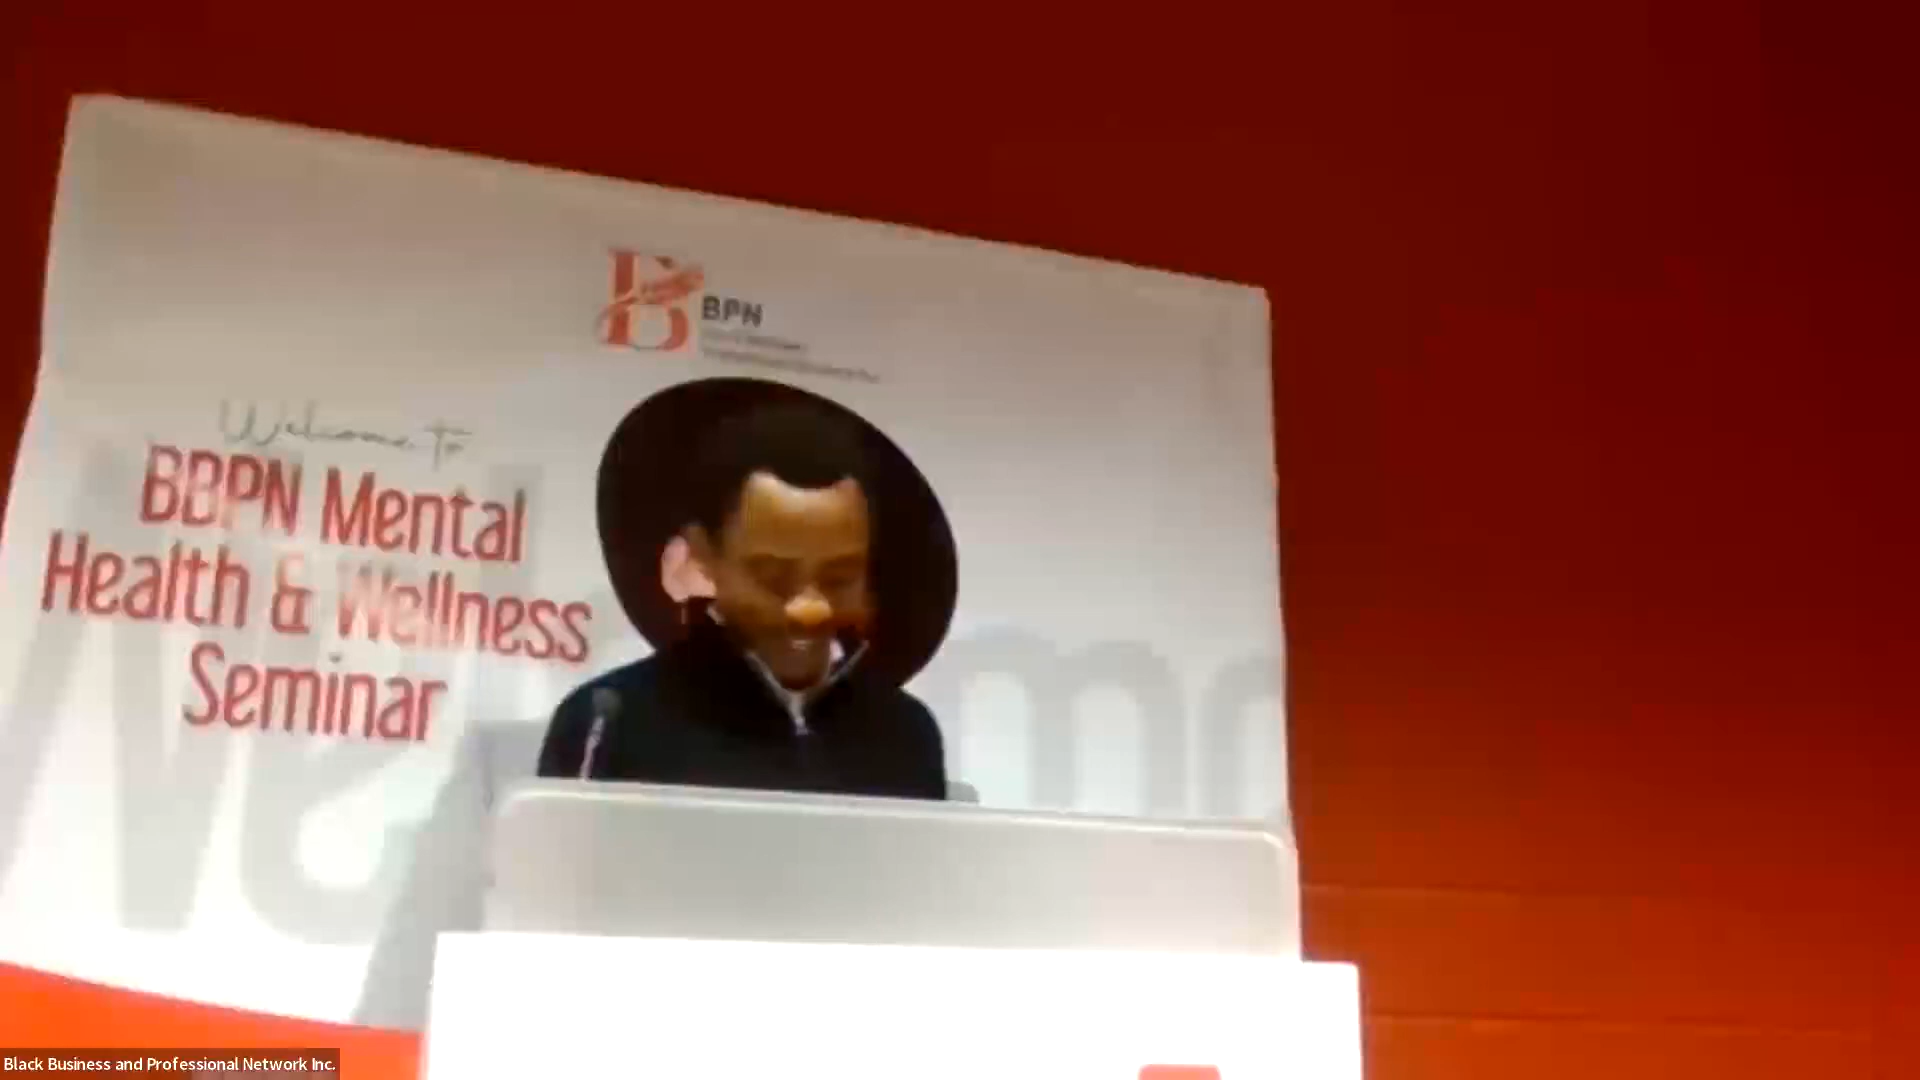 BPN
Welcome to
BBPN Mental
Health & Wellness
Seminar
Black Business and Professional Network Inc.